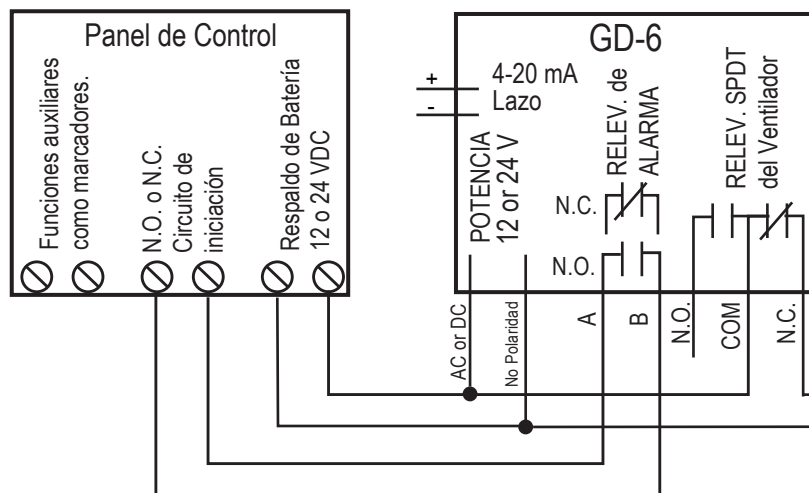 Panel de Control
Funciones auxiliares
como marcadores.
N.O. o N.C.
Circuito de
iniciación
Respaldo de Batería
12 o 24 VDC
GD-6
+
-
4-20 mA
Lazo
POTENCIA
12 or 24 V
RELEV. de
ALARMA
N.C.
N.O.
RELEV. SPDT
del Ventilador
AC or DC
No Polaridad
A
B
N.O.
COM
N.C.